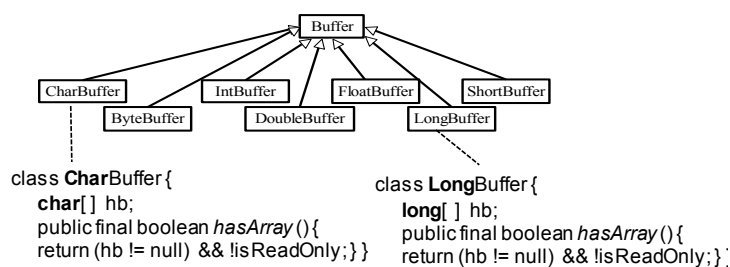 Buffer
CharBuffer
IntBuffer
FloatBuffer
ShortBuffer
ByteBuffer
DoubleBuffer
LongBuffer
class CharBuffer {
char[ ] hb;
public final boolean hasArray(){
return (hb != null) && !isReadOnly; } }
class LongBuffer {
long[ ] hb;
public final boolean hasArray(){
return (hb != null) && !isReadOnly; } }